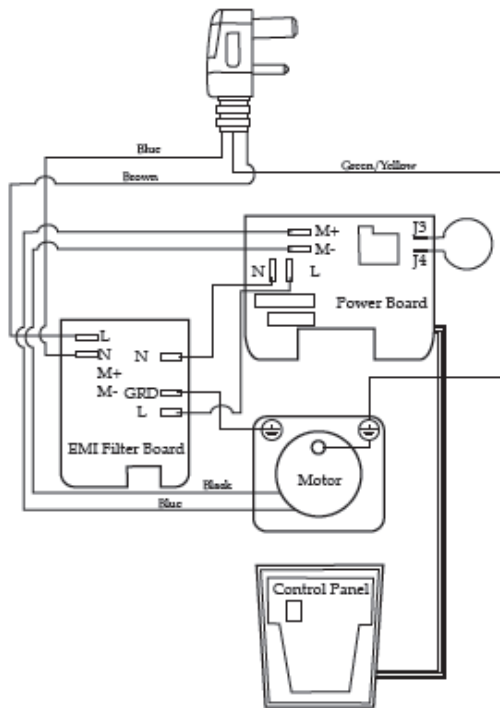 Blue
Green/Yellow
Brown
M+
J3
M-
J4
N
L
Power Board
L
N
N
M+
M-
GRD
L
EMI Filter Board
Motor
Black
Blue
Control Panel